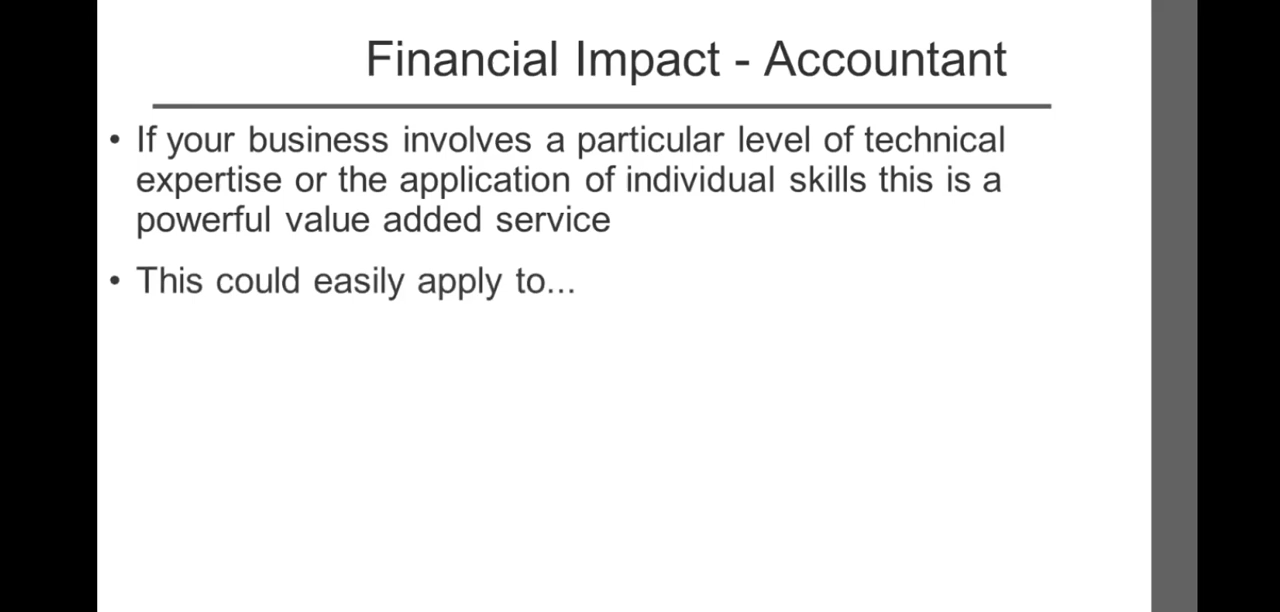 Financial Impact - Accountant
• If your business involves a particular level of technical
expertise or the application of individual skills this is a
powerful value added service
• This could easily apply to...